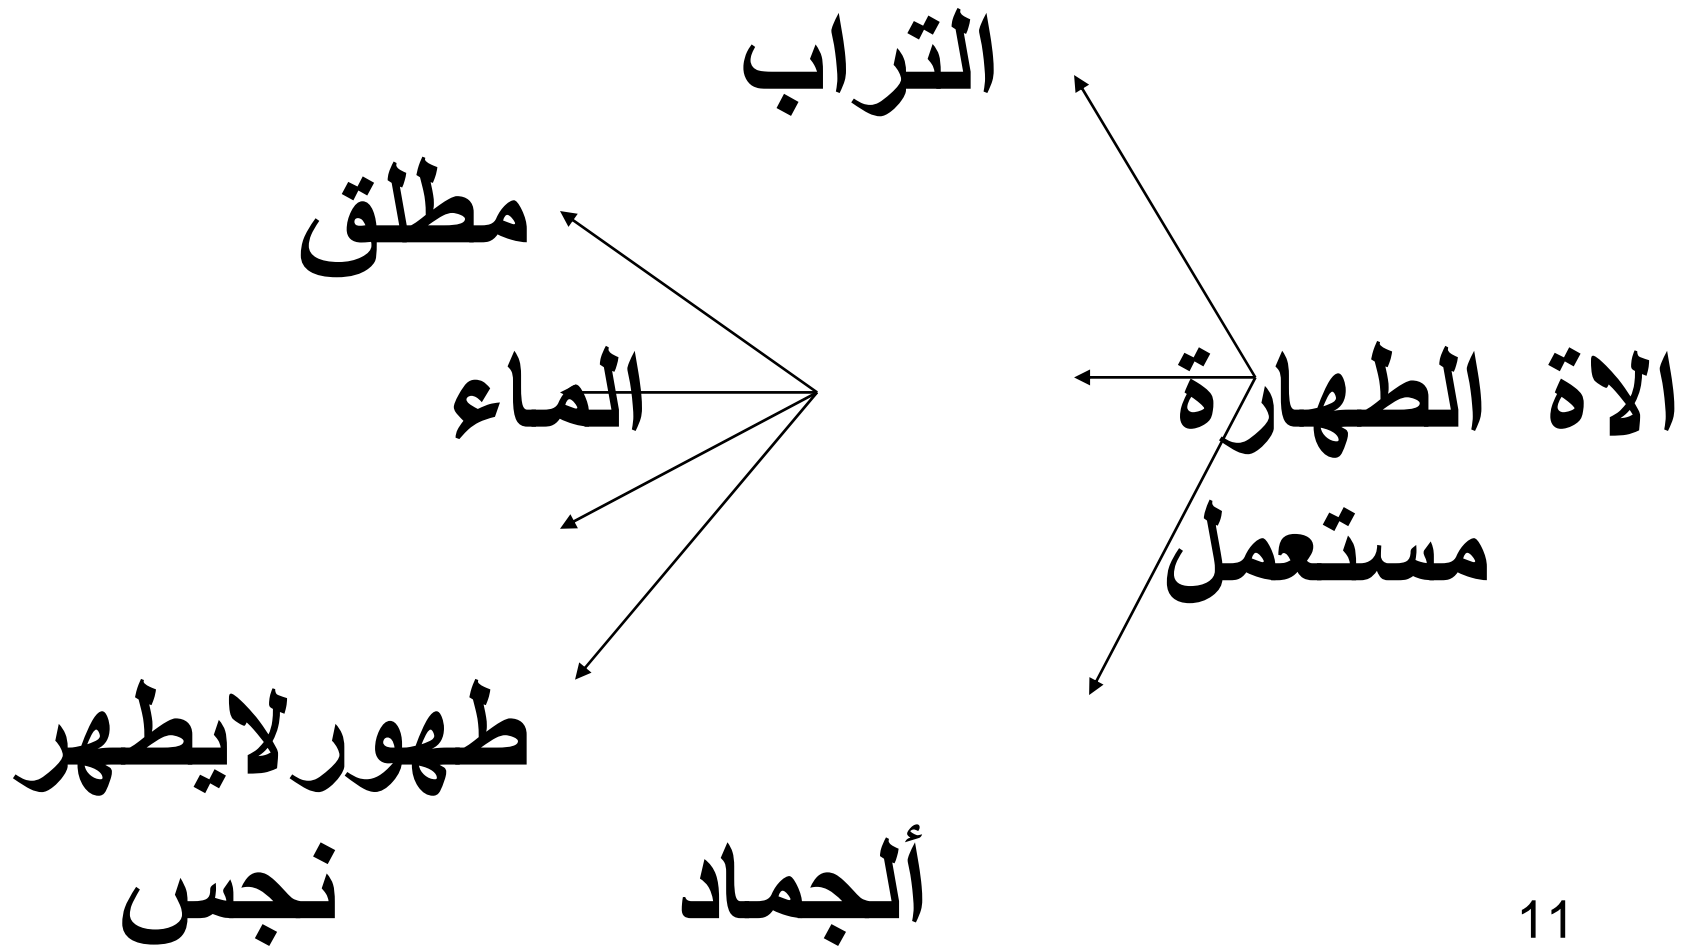 التراب
مطلق
الاة الطهارة
الماء
مستعمل
طهورلايطهر
ألجماد
نجس
11